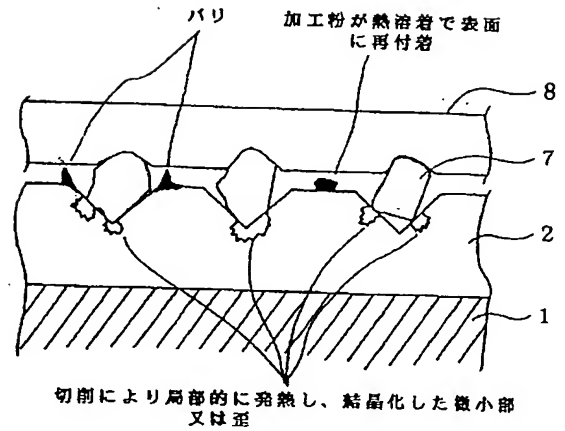 バリ
加工粉が熱溶着で表面
に再付着
8
7
2
1
切削により局部的に発熱し、結晶化した微小部
又は歪